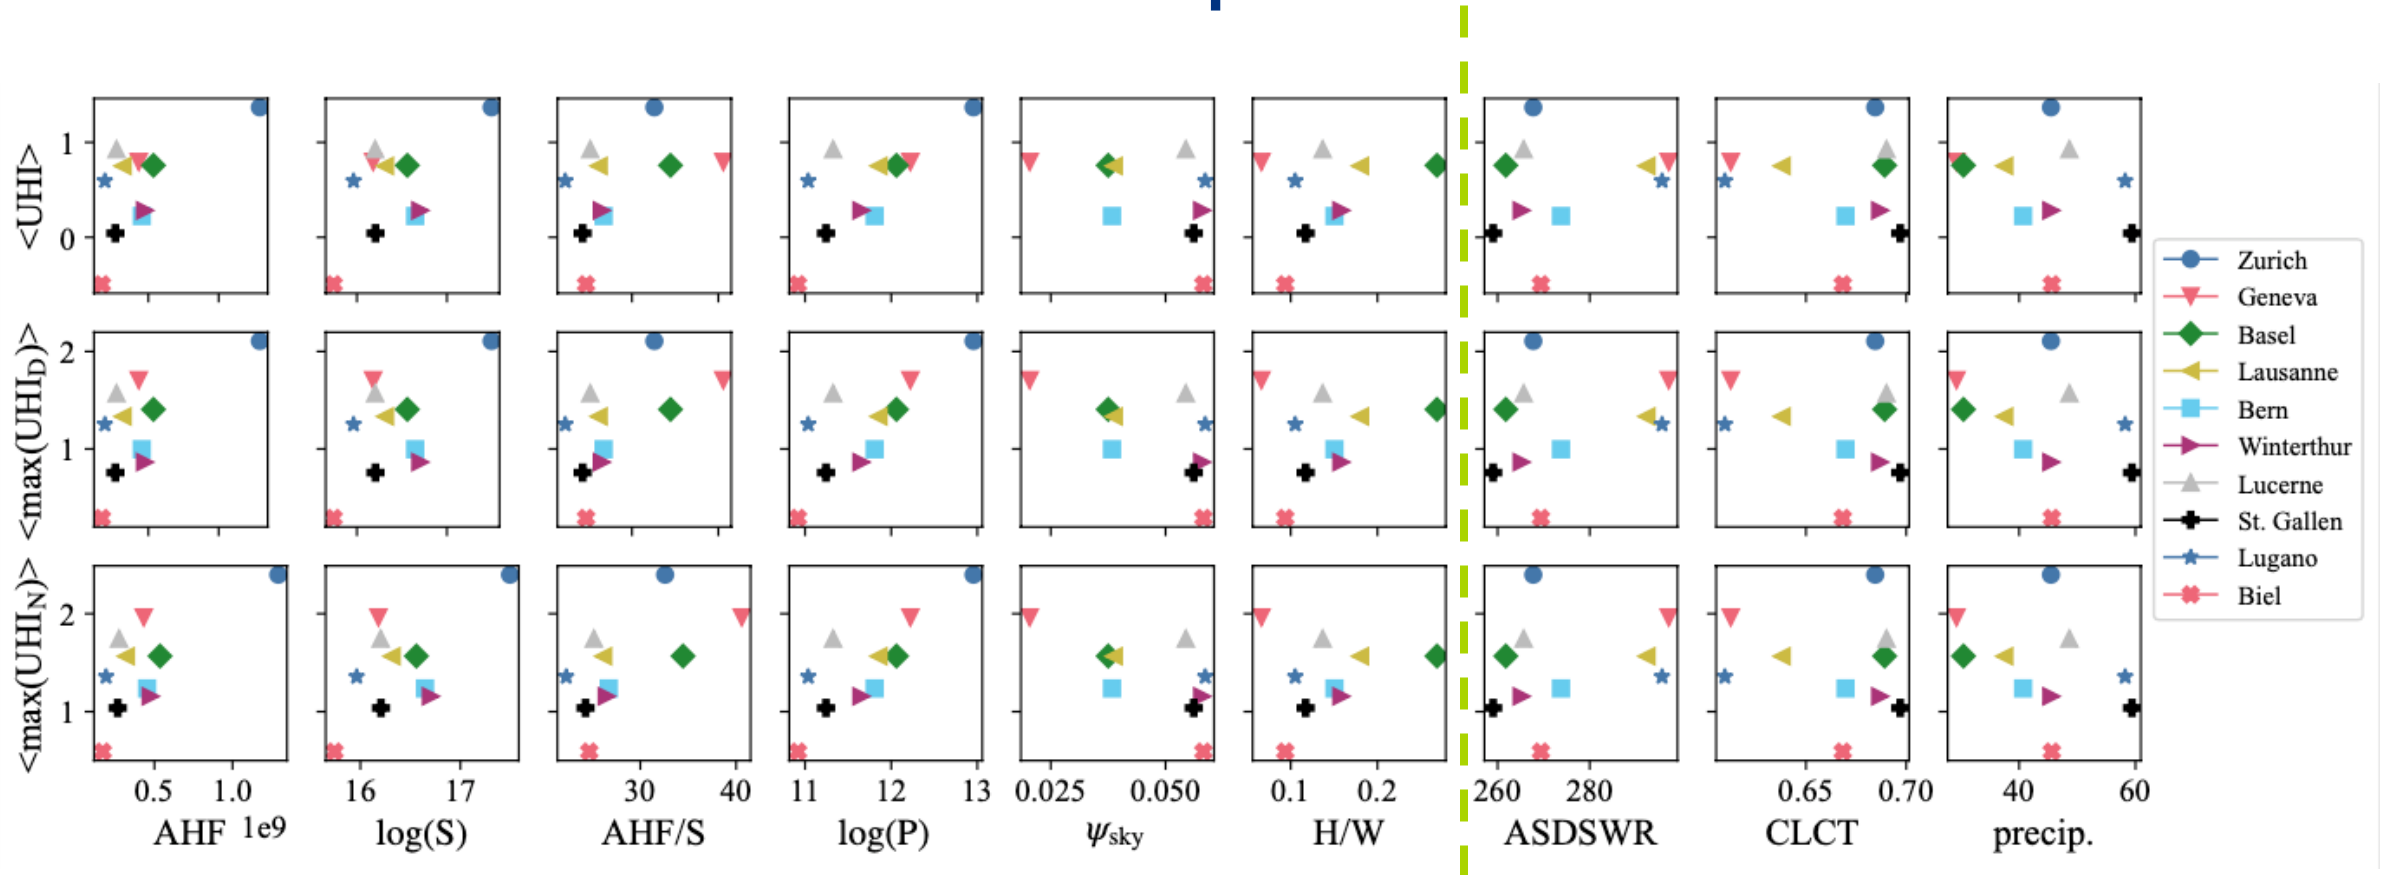 <UHI>
1
0
<max(UHI_D)>
2
1
<max(UHI_N)>
2
1
0.5 1.0
1e9
AHF
16 17
log(S)
30 40
AHF/S
11 12 13
log(P)
0.025 0.050
ψ_sky
0.1 0.2
H/W
260 280
ASDSWR
0.65 0.70
CLCT
40 60
precip.
Zurich
Geneva
Basel
Lausanne
Bern
Winterthur
Lucerne
St. Gallen
Lugano
Biel